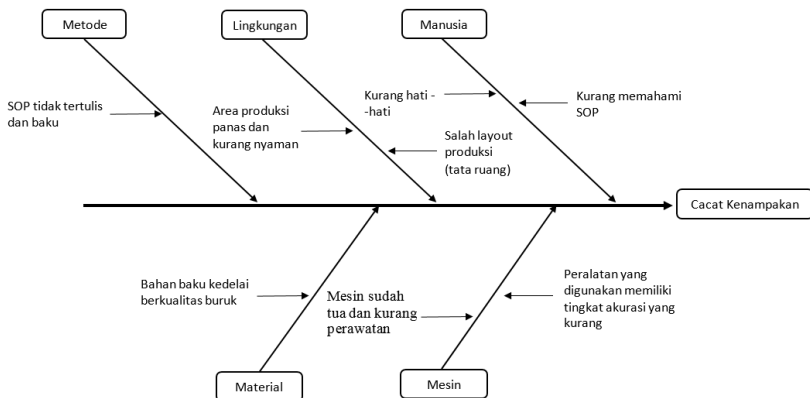 Metode
Lingkungan
Manusia
SOP tidak tertulis
dan baku
Area produksi
panas dan
kurang nyaman
Salah layout
produksi
(tata ruang)
Kurang hati -
-hati
Kurang memahami
SOP
Cacat Kenampakan
Bahan baku kedelai
berkualitas buruk
Mesin sudah
tua dan kurang
perawatan
Peralatan yang
digunakan memiliki
tingkat akurasi yang
kurang
Material
Mesin